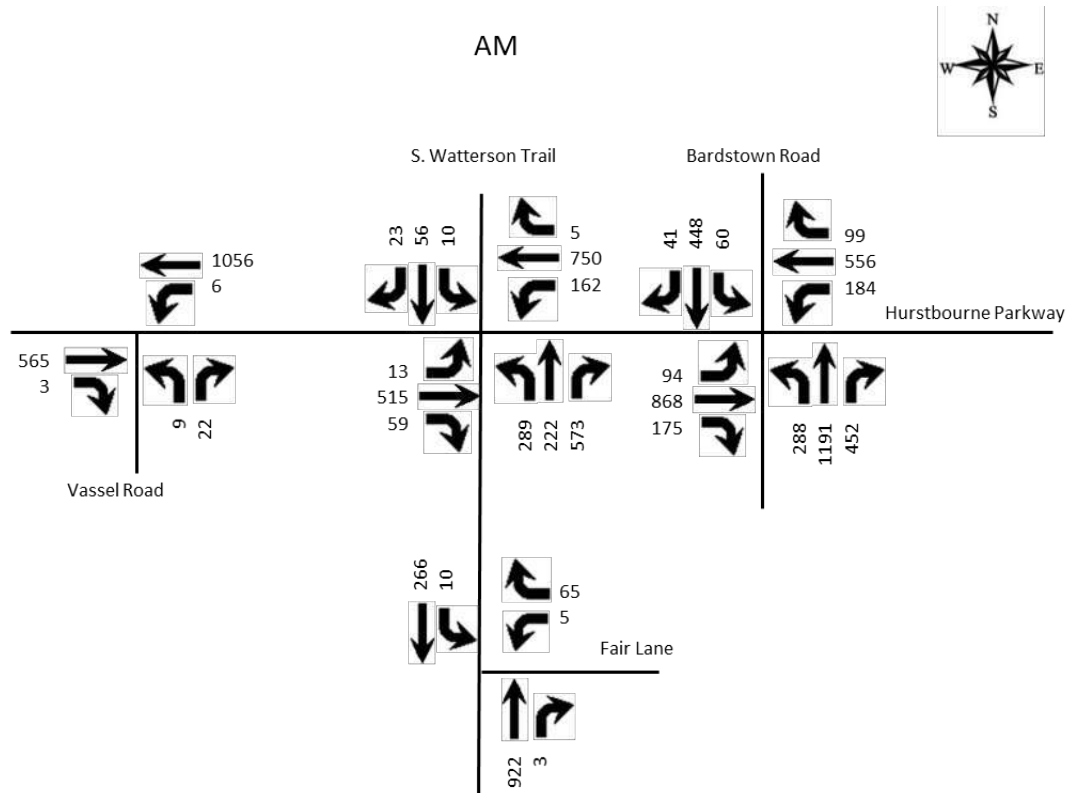 AM
N
W E
S
S. Watterson Trail
Bardstown Road
23 56 10
5
750
162
41 448 60
99
556
184
1056
6
Hurstbourne Parkway
565
3
9 22
13
515
59
289 222 573
94
868
175
288 1191 452
Vassel Road
266 10
65
5
Fair Lane
922 3